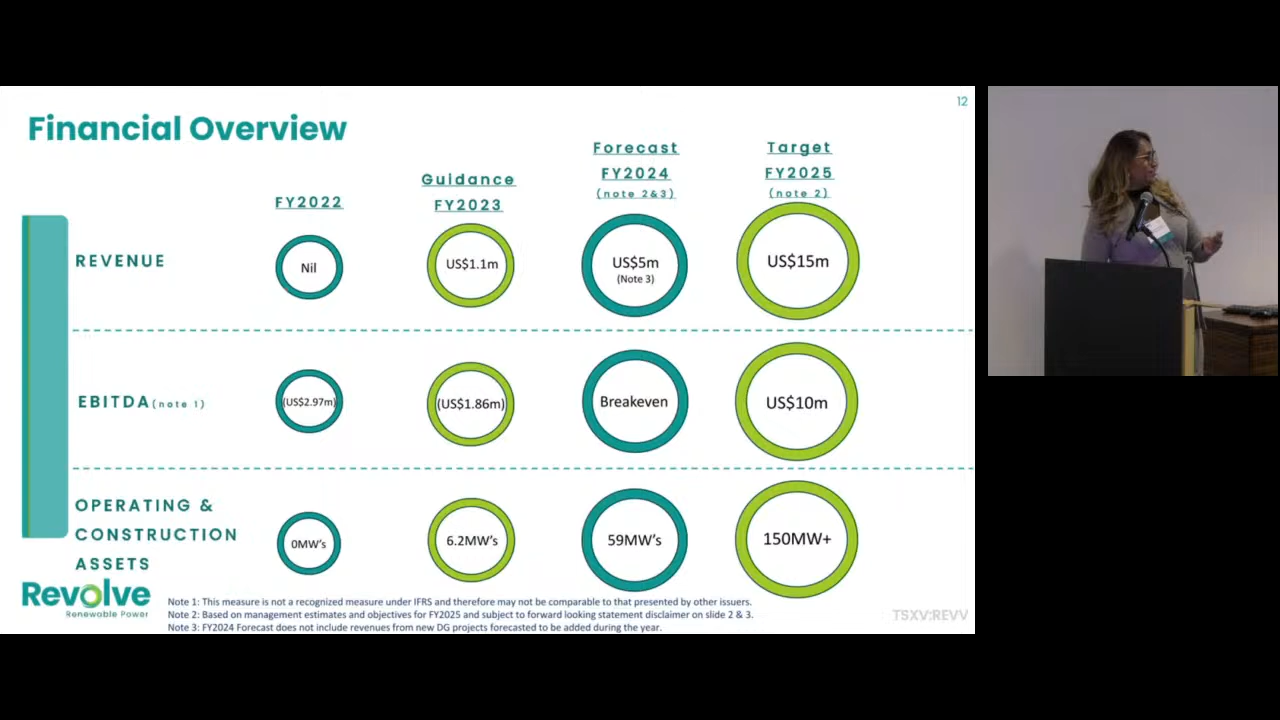 12
Financial Overview
FY2022
Guidance
FY2023
Forecast
FY2024
(note 2&3)
Target
FY2025
(note 2)
REVENUE
Nil
US$1.1m
US$5m
(Note 3)
US$15m
EBITDA(note 1)
(US$2.97m)
(US$1.86m)
Breakeven
US$10m
OPERATING &
CONSTRUCTION
ASSETS
0MW's
6.2MW's
59MW's
150MW+
Revolve
Renewable Power
Note 1: This measure is not a recognized measure under IFRS and therefore may not be comparable to that presented by other issuers.
Note 2: Based on management estimates and objectives for FY2025 and subject to forward looking statement disclaimer on slide 2 & 3.
Note 3: FY2024 Forecast does not include revenues from new DG projects forecasted to be added during the year.
TSXV:REVV